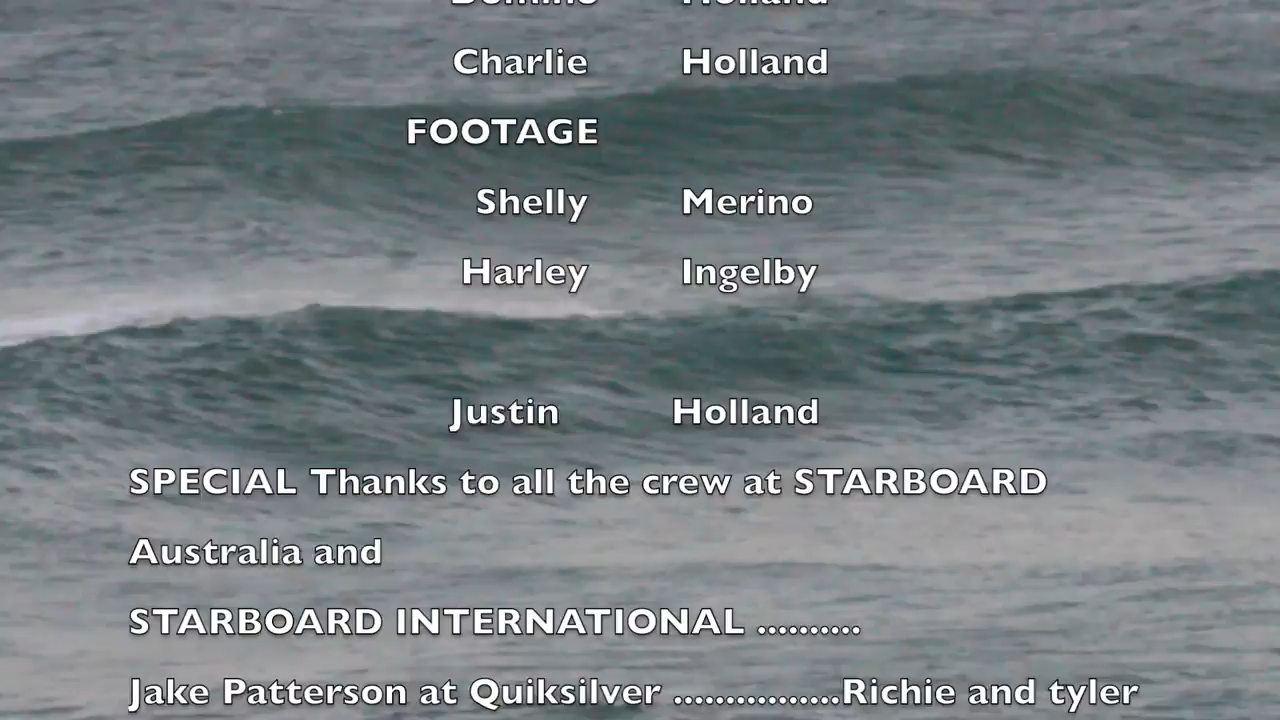 Holland
Charlie Holland
FOOTAGE
Shelly Merino
Harley Ingelby
Justin Holland
SPECIAL Thanks to all the crew at STARBOARD
Australia and
STARBOARD INTERNATIONAL ..........
Jake Patterson at Quiksilver ................Richie and tyler